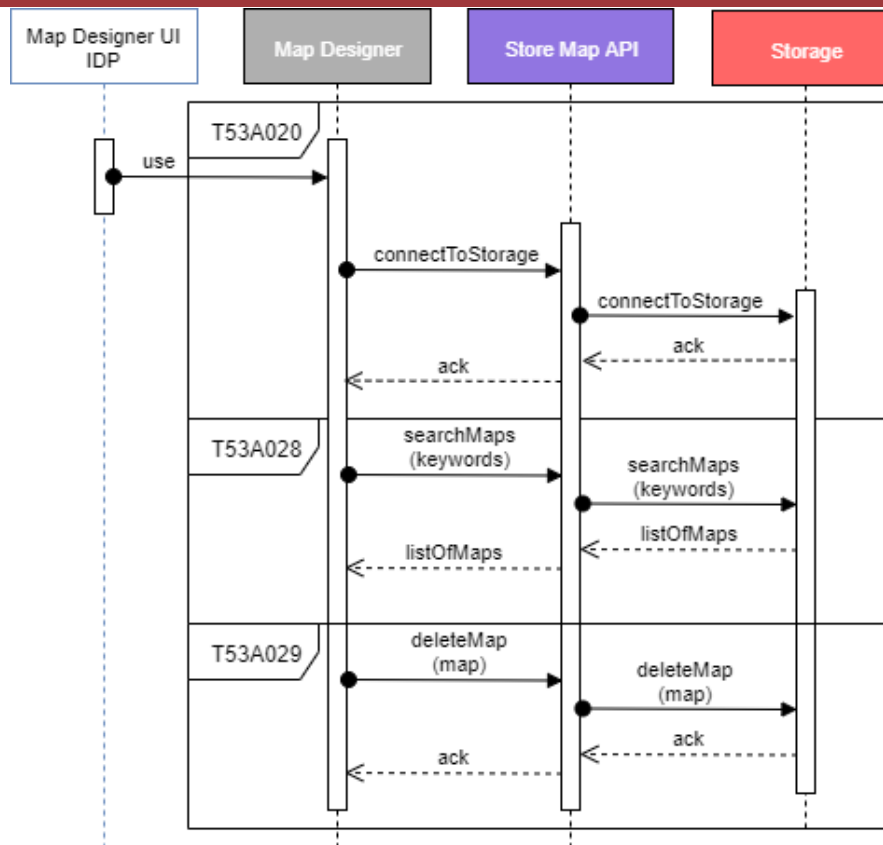 Map Designer UI
IDP
Map Designer
Store Map API
Storage
T53A020
use
connectToStorage
connectToStorage
ack
ack
T53A028
searchMaps
(keywords)
searchMaps
(keywords)
listOfMaps
listOfMaps
T53A029
deleteMap
(map)
deleteMap
(map)
ack
ack